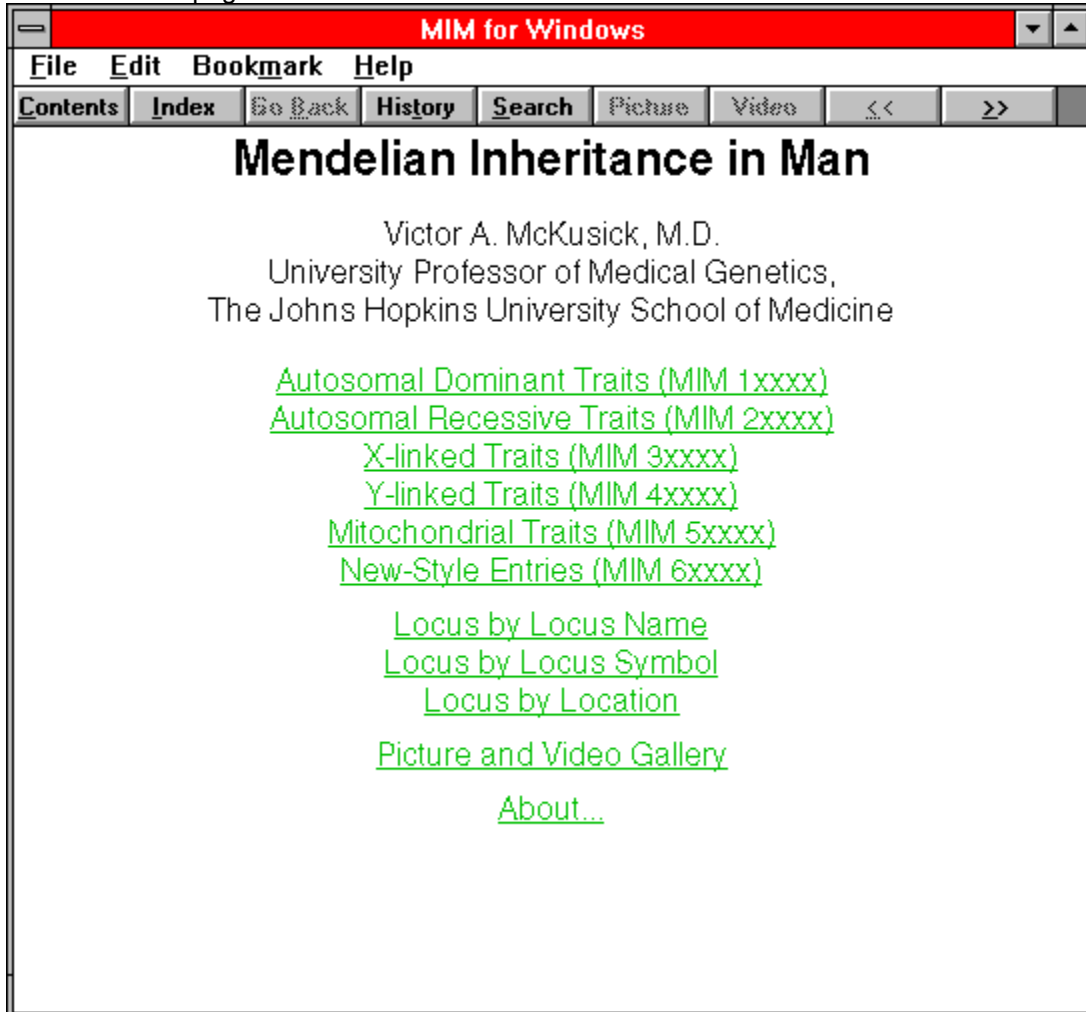 MIM for Windows
File Edit Bookmark Help
Contents Index Go Back History Search Picture Video << >>
Mendelian Inheritance in Man
Victor A. McKusick, M.D.
University Professor of Medical Genetics,
The Johns Hopkins University School of Medicine
Autosomal Dominant Traits (MIM 1xxxx)
Autosomal Recessive Traits (MIM 2xxxx)
X-linked Traits (MIM 3xxxx)
Y-linked Traits (MIM 4xxxx)
Mitochondrial Traits (MIM 5xxxx)
New-Style Entries (MIM 6xxxx)
Locus by Locus Name
Locus by Locus Symbol
Locus by Location
Picture and Video Gallery
About...